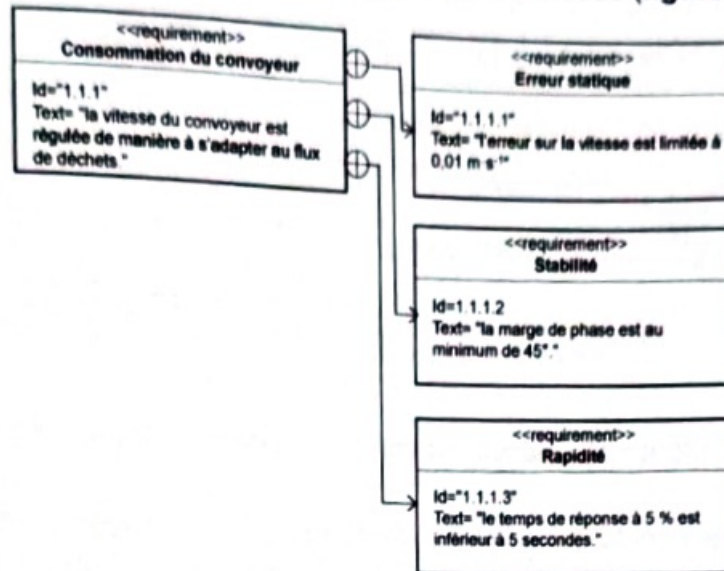 <<requirement>>
Consommation du convoyeur
Id="1.1.1"
Text= "la vitesse du convoyeur est
régulée de manière à s'adapter au flux
de déchets."
<<requirement>>
Erreur statique
Id="1.1.1.1"
Text= "l'erreur sur la vitesse est limitée à
0,01 m s⁻¹"
<<requirement>>
Stabilité
Id=1.1.1.2
Text= "la marge de phase est au
minimum de 45°."
<<requirement>>
Rapidité
Id="1.1.1.3"
Text= "le temps de réponse à 5 % est
inférieur à 5 secondes."